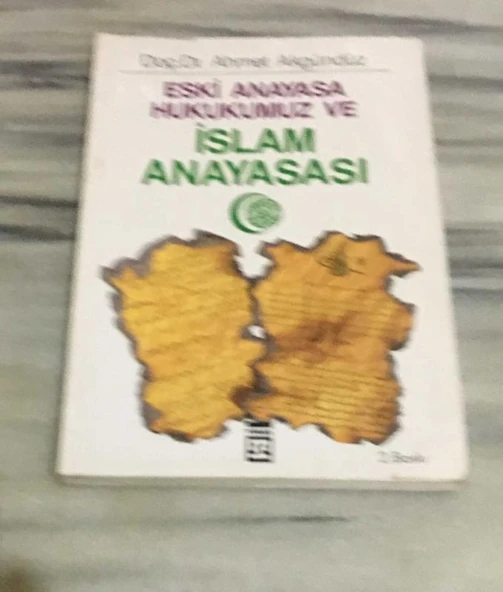 Doç.Dr. Ahmet Akgündüz
ESKİ ANAYASA
HUKUKUMUZ VE
İSLAM
ANAYASASI
2. Baskı